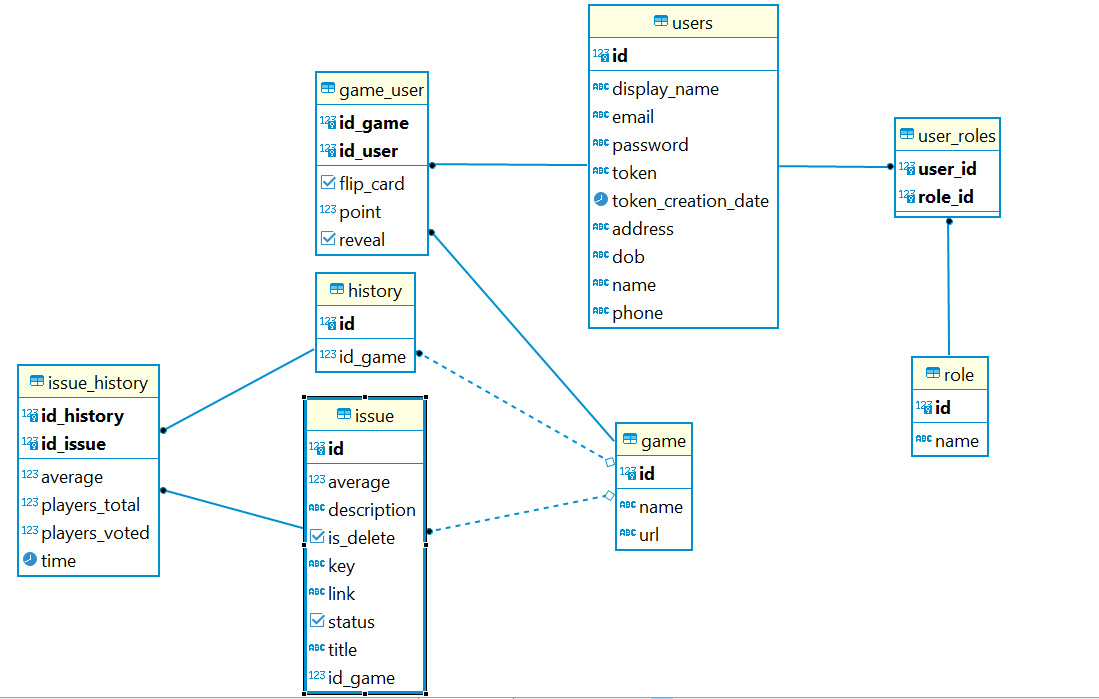 users
id
display_name
email
password
token
token_creation_date
address
dob
name
phone
game_user
id_game
id_user
flip_card
point
reveal
user_roles
user_id
role_id
history
id
id_game
issue_history
id_history
id_issue
average
players_total
players_voted
time
issue
id
average
description
is_delete
key
link
status
title
id_game
game
id
name
url
role
id
name